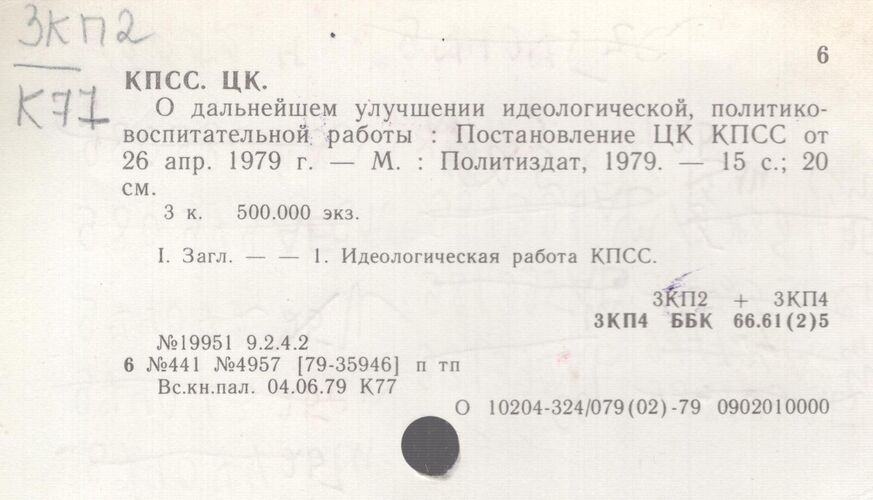 3КП2
К77
6
КПСС. ЦК.
О дальнейшем улучшении идеологической, политико-
воспитательной работы : Постановление ЦК КПСС от
26 апр. 1979 г. — М. : Политиздат, 1979. — 15 с.; 20
см.
3 к. 500.000 экз.
I. Загл. — — 1. Идеологическая работа КПСС.
3КП2 + 3КП4
3КП4 ББК 66.61(2)5
№19951 9.2.4.2
6 №441 №4957 [79-35946] п тп
Вс.кн.пал. 04.06.79 К77
О 10204-324/079(02)-79 0902010000